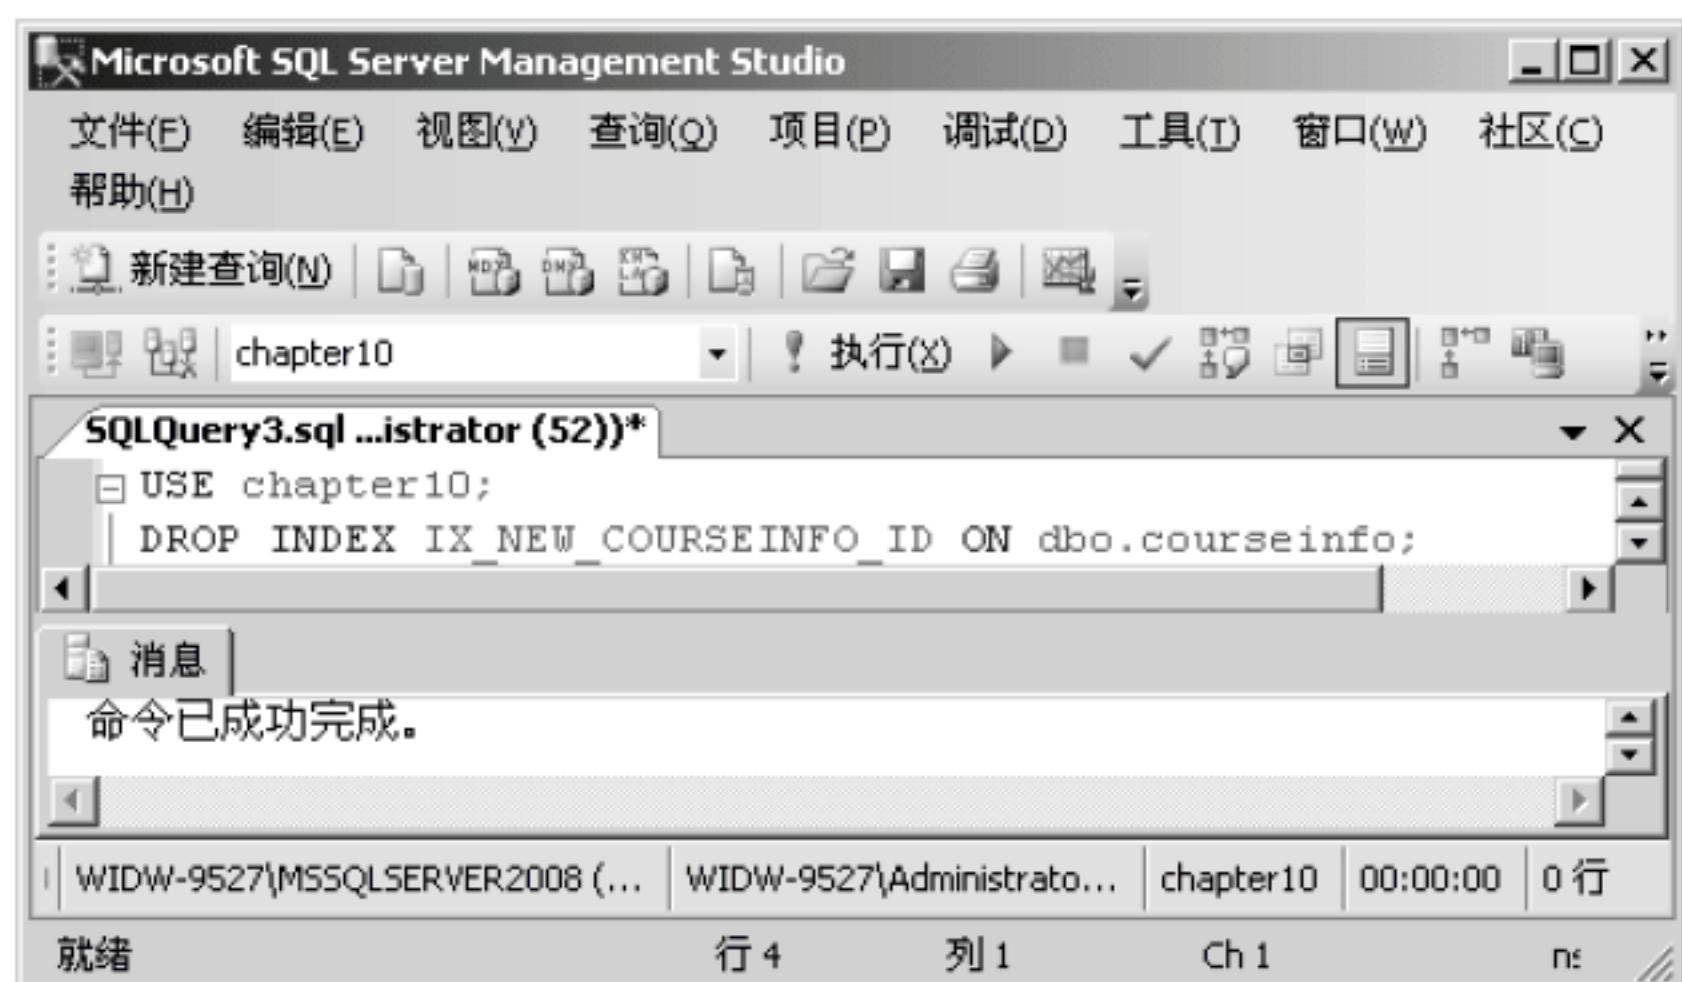 Microsoft SQL Server Management Studio
文件(F) 编辑(E) 视图(V) 查询(Q) 项目(P) 调试(D) 工具(T) 窗口(W) 社区(C)
帮助(H)
新建查询(N)
chapter10 执行(X)
SQLQuery3.sql ...istrator (52))*
USE chapter10;
DROP INDEX IX_NEW_COURSEINFO_ID ON dbo.courseinfo;
消息
命令已成功完成。
WIDW-9527\MSSQLSERVER2008 (... WIDW-9527\Administrato... chapter10 00:00:00 0 行
就绪 行 4 列 1 Ch 1